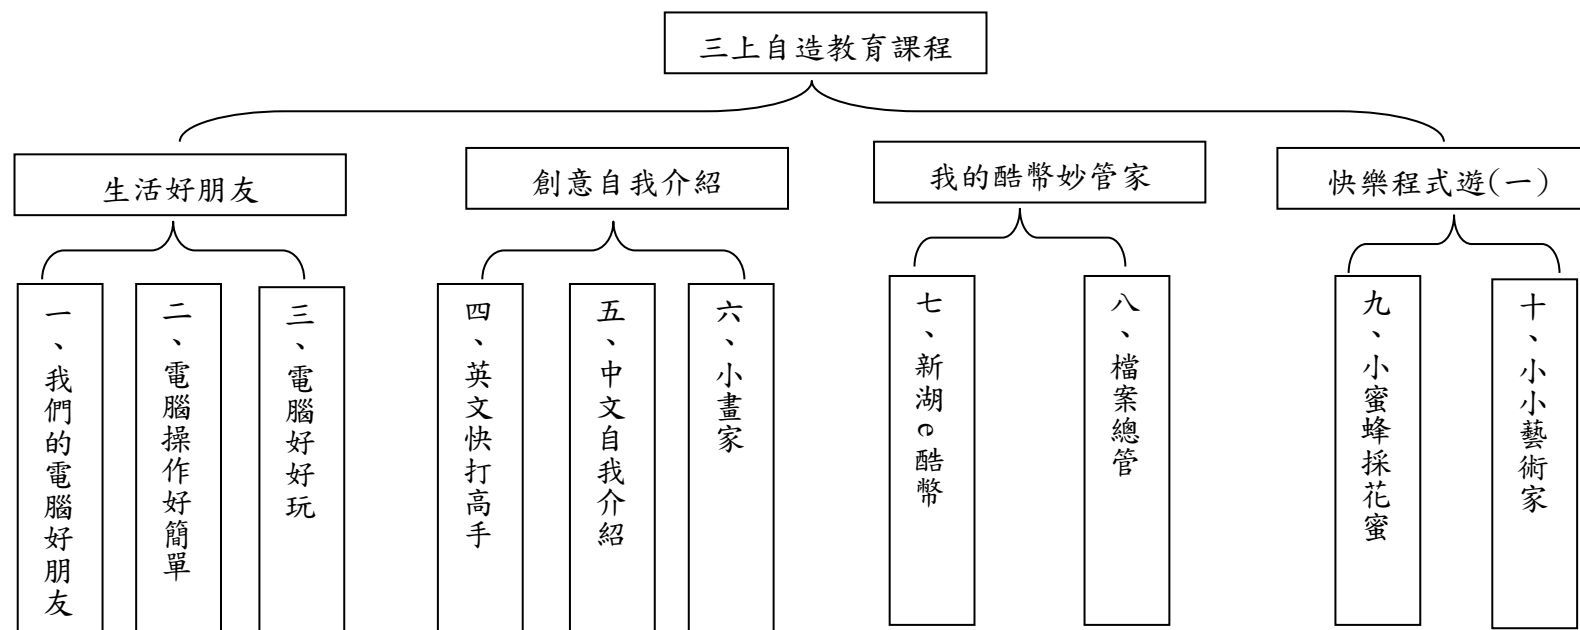 三上自造教育課程
生活好朋友
創意自我介紹
我的酷幣妙管家
快樂程式遊(一)
一、我們的電腦好朋友
二、電腦操作好簡單
三、電腦好好玩
四、英文快打高手
五、中文自我介紹
六、小畫家
七、新湖e酷幣
八、檔案總管
九、小蜜蜂採花蜜
十、小小藝術家